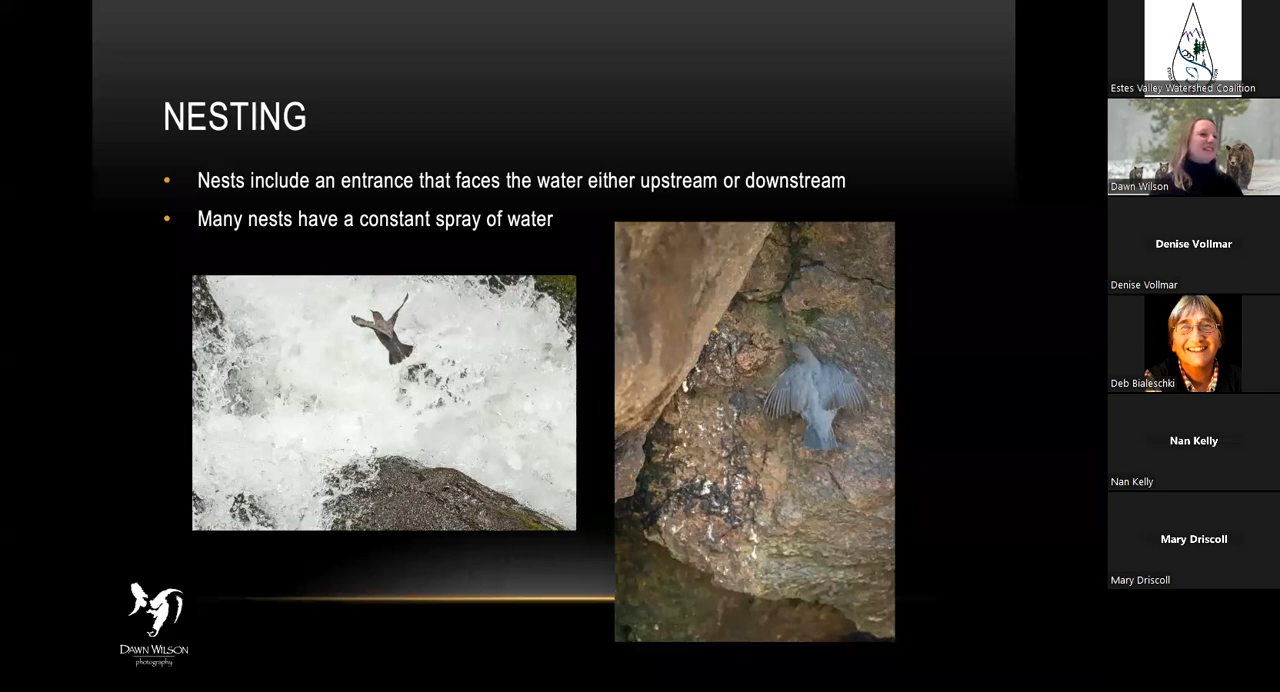 NESTING
• Nests include an entrance that faces the water either upstream or downstream
• Many nests have a constant spray of water
DAWN WILSON
photography
Estes Valley Watershed Coalition
Dawn Wilson
Denise Vollmar
Denise Vollmar
Deb Bialeschki
Nan Kelly
Nan Kelly
Mary Driscoll
Mary Driscoll